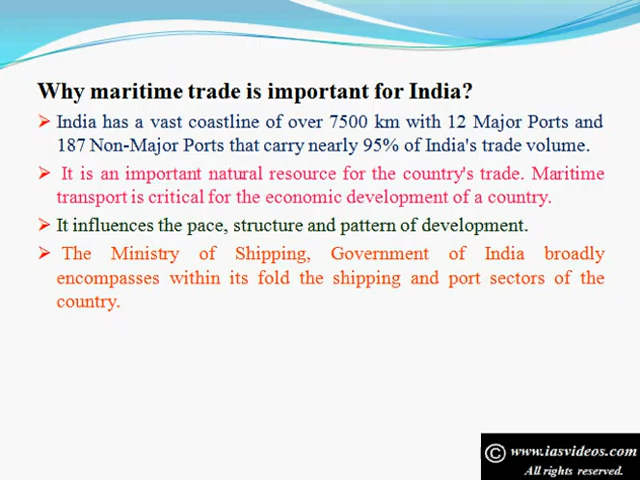 Why maritime trade is important for India?
➢ India has a vast coastline of over 7500 km with 12 Major Ports and
187 Non-Major Ports that carry nearly 95% of India's trade volume.
➢ It is an important natural resource for the country's trade. Maritime
transport is critical for the economic development of a country.
➢ It influences the pace, structure and pattern of development.
➢ The Ministry of Shipping, Government of India broadly
encompasses within its fold the shipping and port sectors of the
country.
© www.iasvideos.com
All rights reserved.